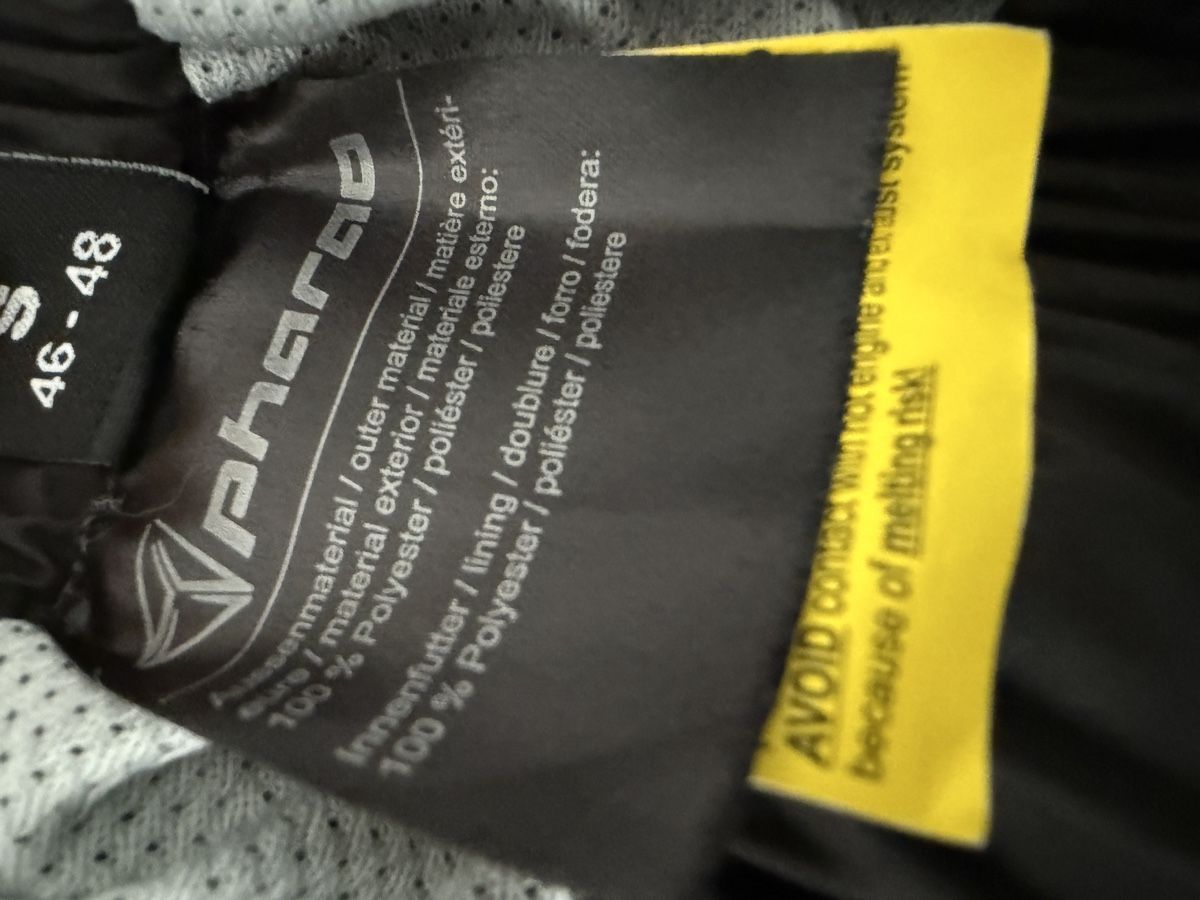 S
46 - 48
pharao
Aussenmaterial / outer material / matière extéri-
eure / material exterior / materiale esterno:
100 % Polyester / poliéster / poliestere
Innenfutter / lining / doublure / forro / fodera:
100 % Polyester / poliéster / poliestere
AVOID contact with hot engine and exhaust system
because of melting risk!